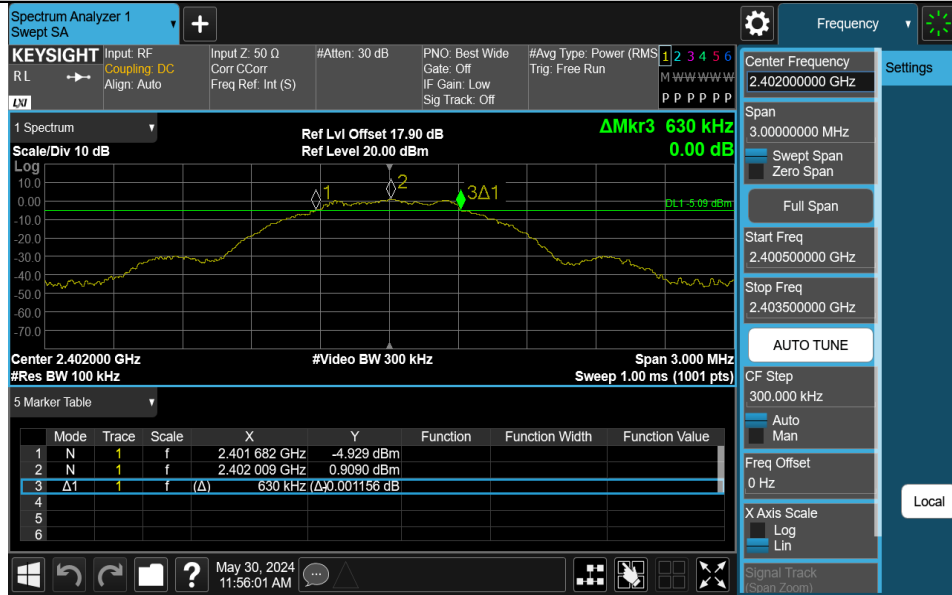 Spectrum Analyzer 1
Swept SA
+
Frequency
KEYSIGHT
RL
LXI
Input: RF
Coupling: DC
Align: Auto
Input Z: 50 Ω
Corr CCorr
Freq Ref: Int (S)
#Atten: 30 dB
PNO: Best Wide
Gate: Off
IF Gain: Low
Sig Track: Off
#Avg Type: Power (RMS
Trig: Free Run
1 2 3 4 5 6
M W W W W W
P P P P P P
1 Spectrum
Scale/Div 10 dB
Ref Lvl Offset 17.90 dB
Ref Level 20.00 dBm
ΔMkr3 630 kHz
0.00 dB
Log
10.0
0.00
-10.0
-20.0
-30.0
-40.0
-50.0
-60.0
-70.0
1
2
3Δ1
DL1 -5.09 dBm
Center 2.402000 GHz
#Video BW 300 kHz
Span 3.000 MHz
#Res BW 100 kHz
Sweep 1.00 ms (1001 pts)
5 Marker Table
Mode Trace Scale X Y Function Function Width Function Value
1 N 1 f 2.401 682 GHz -4.929 dBm
2 N 1 f 2.402 009 GHz 0.9090 dBm
3 Δ1 1 f (Δ) 630 kHz (Δ)-0.001156 dB
4
5
6
?
May 30, 2024
11:56:01 AM
Center Frequency
2.402000000 GHz
Span
3.00000000 MHz
Swept Span
Zero Span
Full Span
Start Freq
2.400500000 GHz
Stop Freq
2.403500000 GHz
AUTO TUNE
CF Step
300.000 kHz
Auto
Man
Freq Offset
0 Hz
X Axis Scale
Log
Lin
Signal Track
(Span Zoom)
Settings
Local